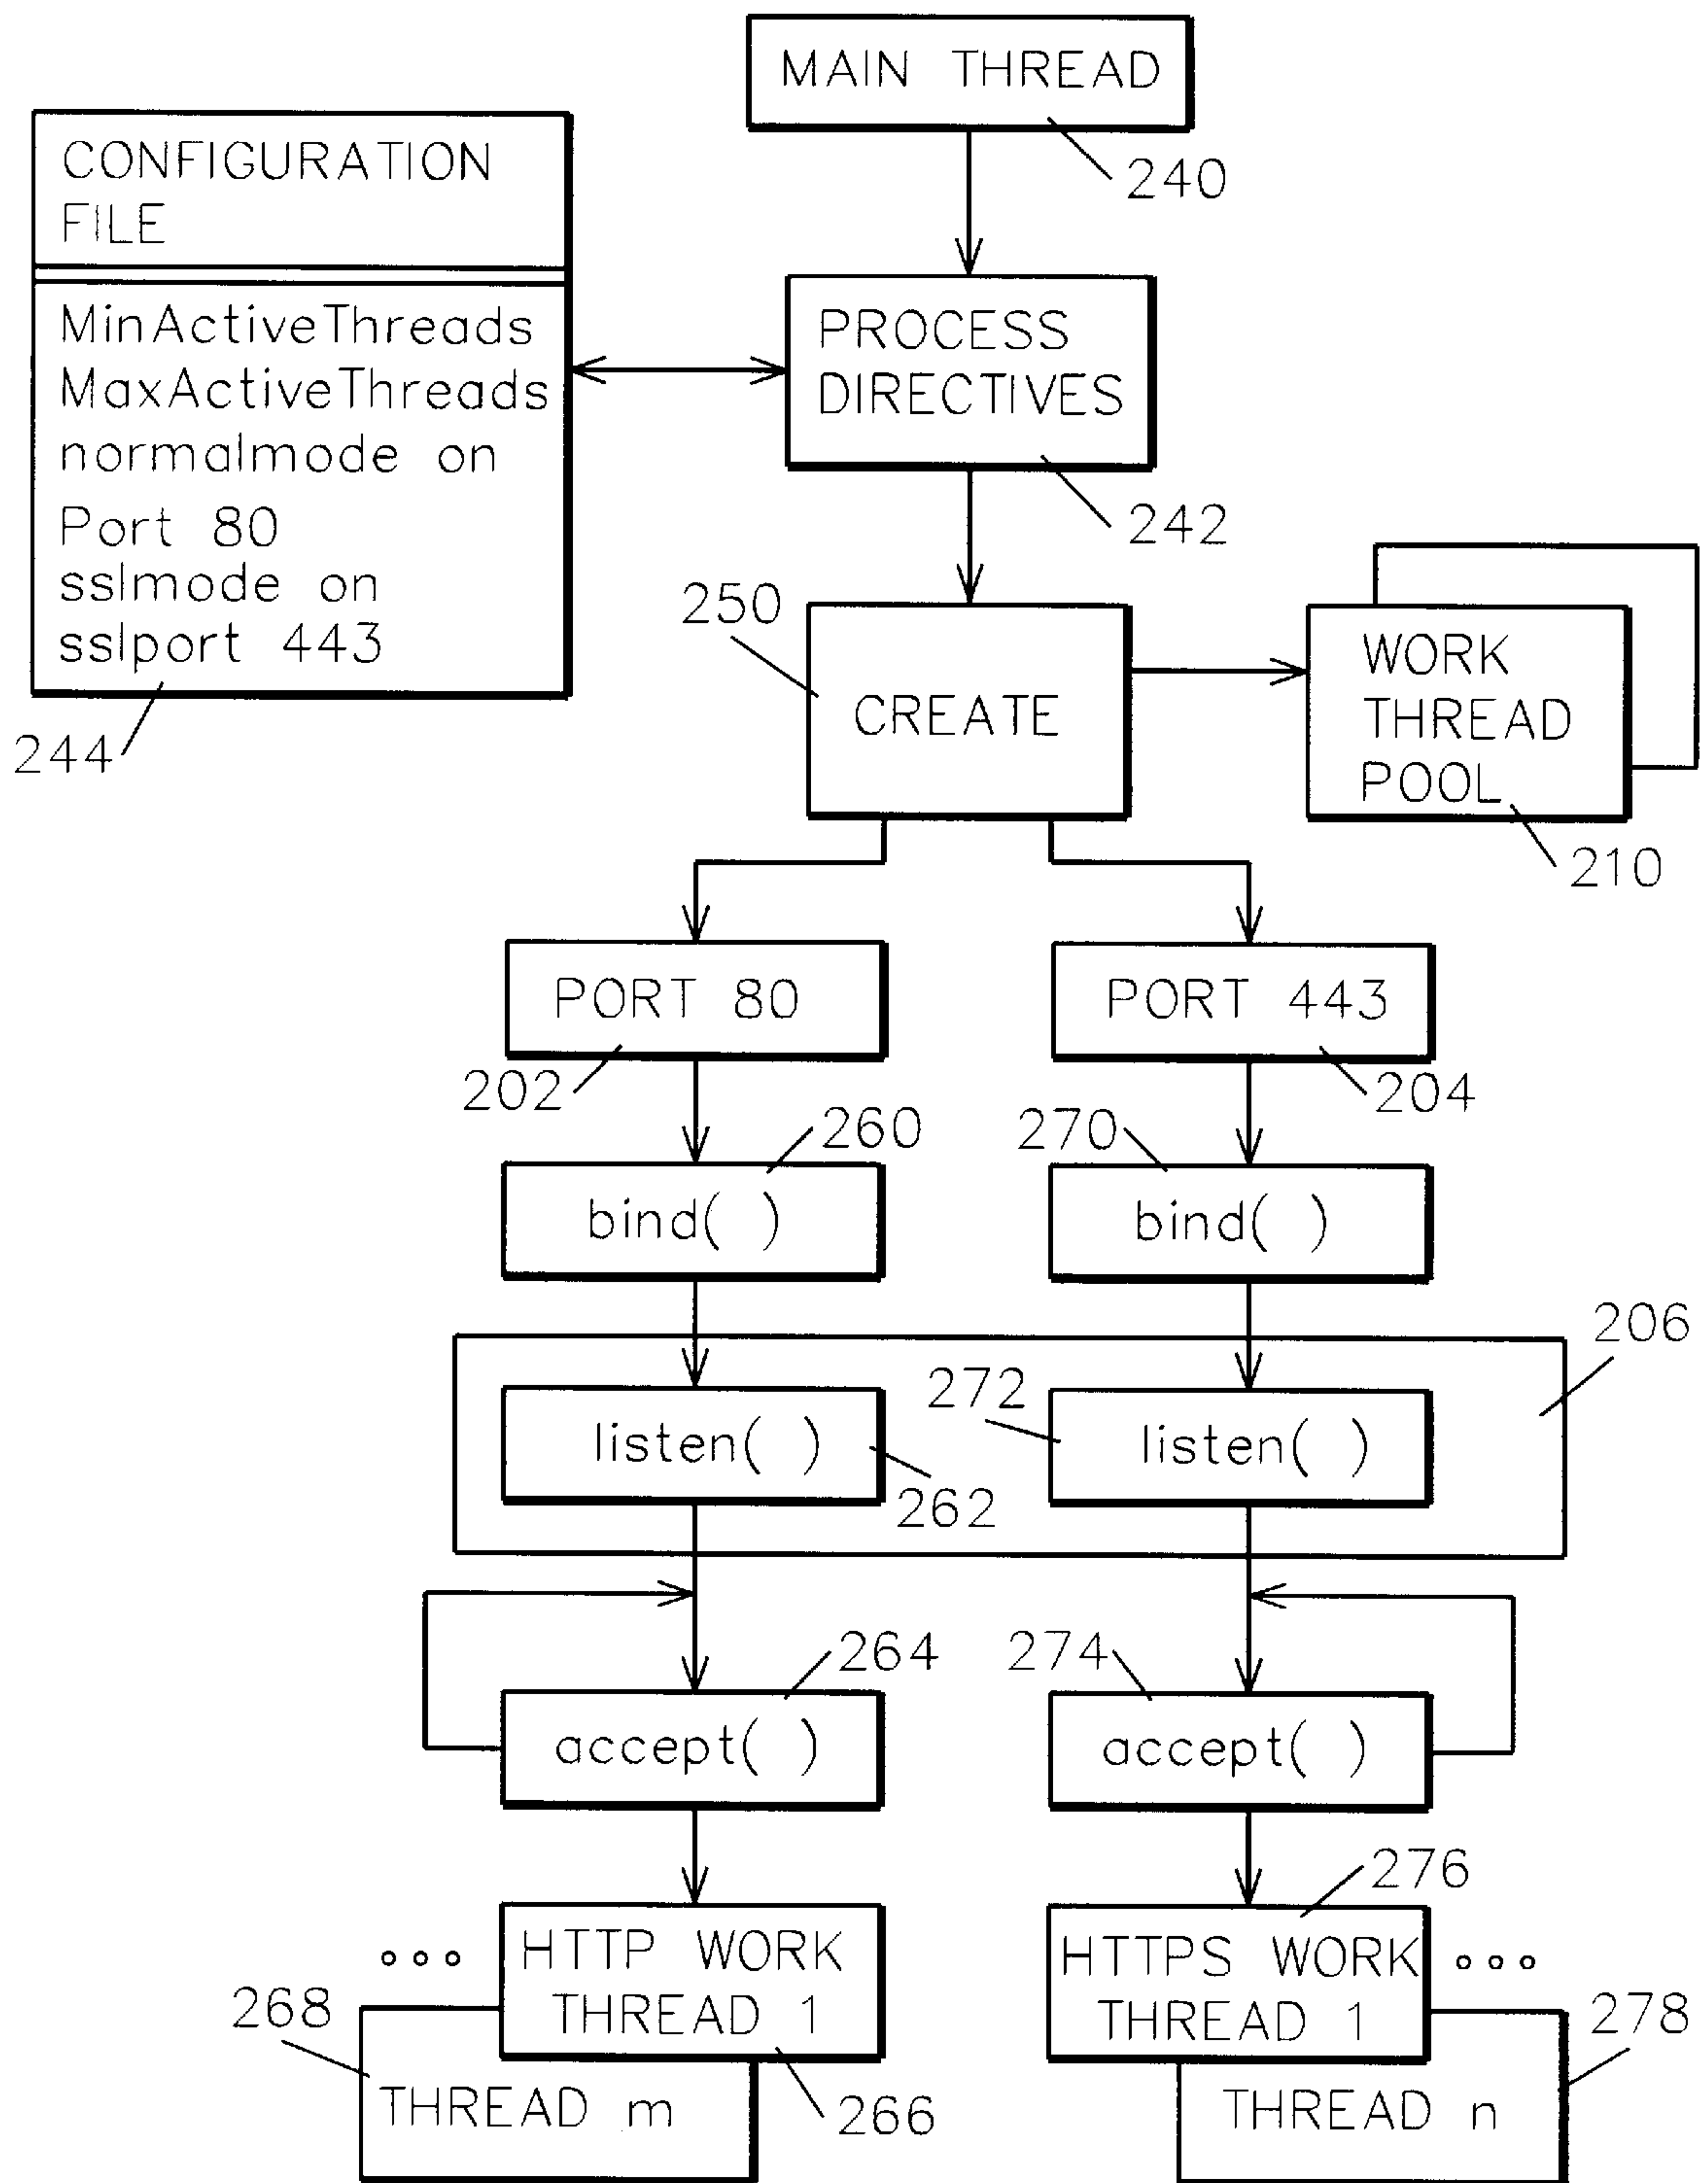 MAIN THREAD
240
CONFIGURATION
FILE
MinActiveThreads
MaxActiveThreads
normalmode on
Port 80
sslmode on
sslport 443
244
PROCESS
DIRECTIVES
242
250
CREATE
WORK
THREAD
POOL
210
PORT 80
202
PORT 443
204
260
bind( )
270
bind( )
206
listen( )
262
272
listen( )
264
accept( )
274
accept( )
276
HTTP WORK
THREAD 1
266
268
THREAD m
HTTPS WORK
THREAD 1
278
THREAD n